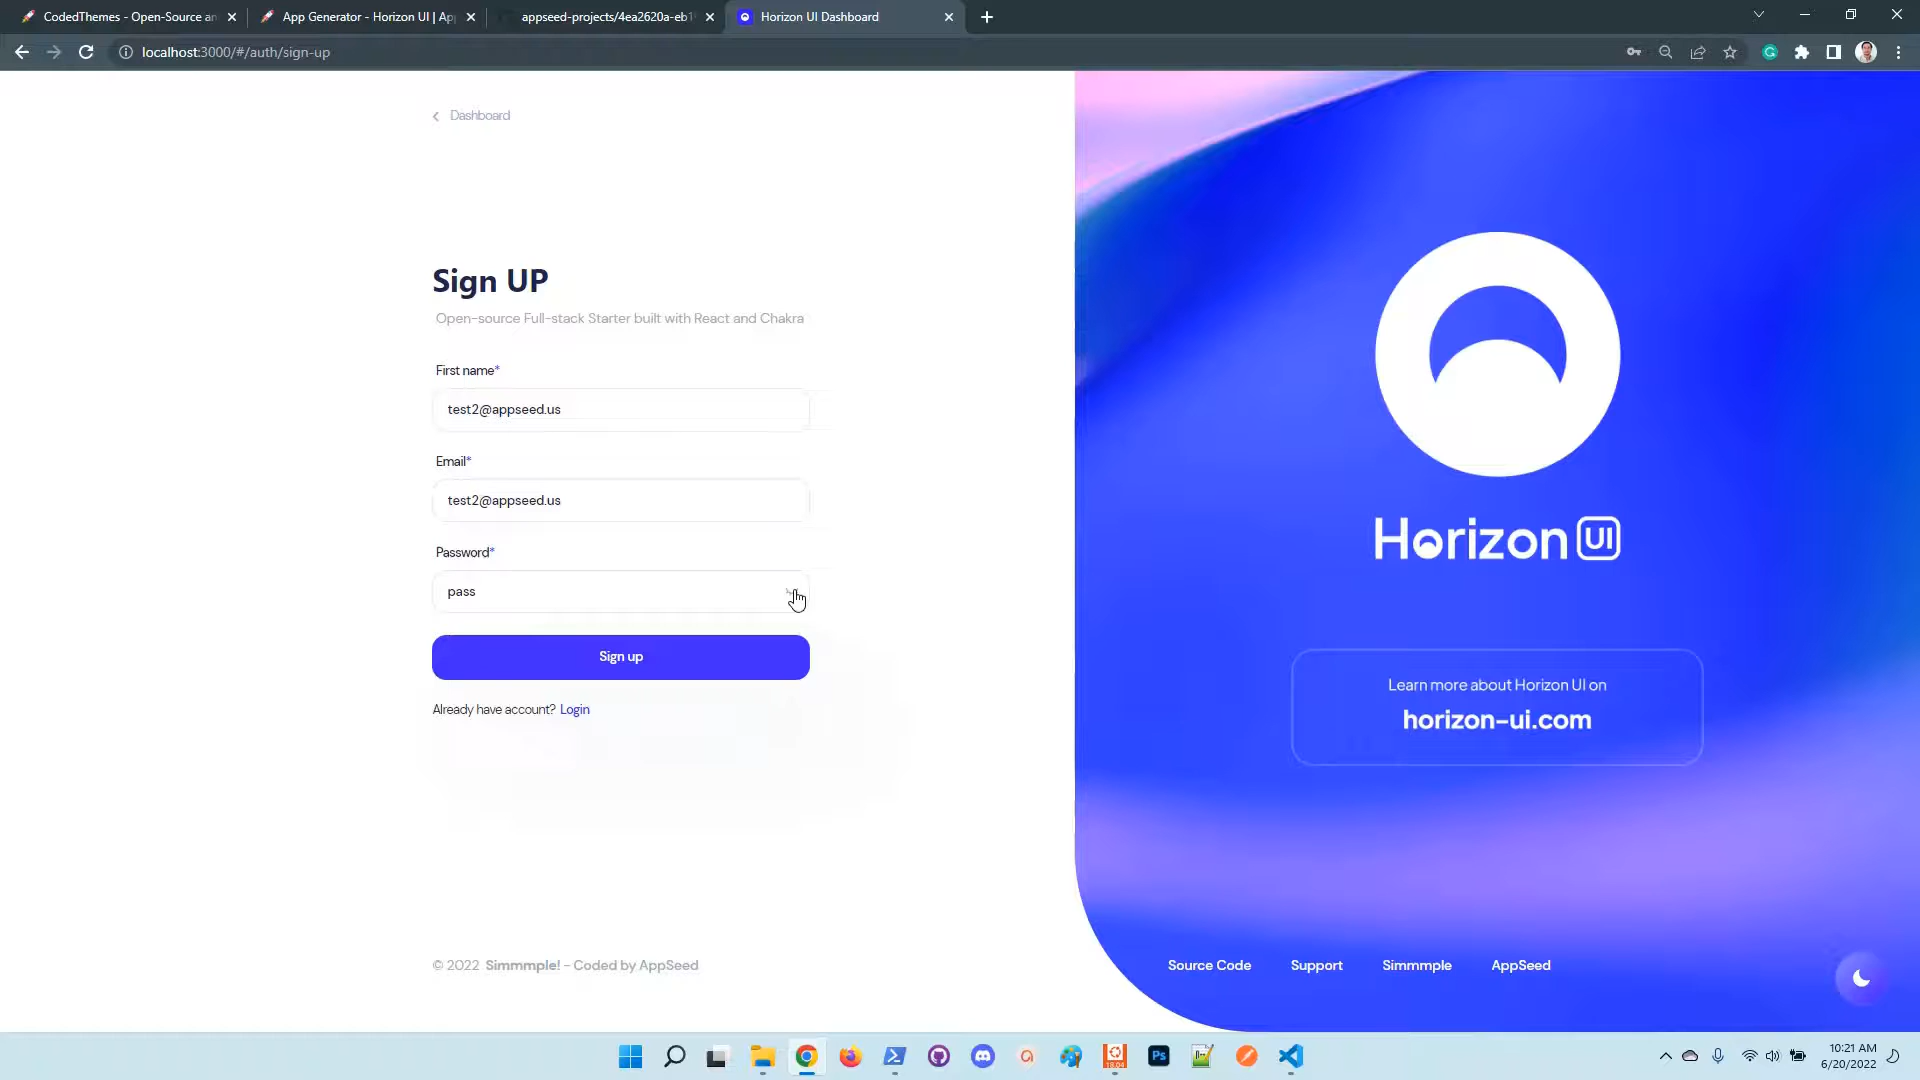 CodedThemes - Open-Source an
App Generator - Horizon UI | Ap
appseed-projects/4ea2620a-eb1
Horizon UI Dashboard
localhost:3000/#/auth/sign-up
Dashboard
Sign UP
Open-source Full-stack Starter built with React and Chakra
First name*
test2@appseed.us
Email*
test2@appseed.us
Password*
pass
Sign up
Already have account? Login
© 2022 Simmmple! - Coded by AppSeed
Horizon UI
Learn more about Horizon UI on
horizon-ui.com
Source Code
Support
Simmmple
AppSeed
Ps
18.04
10:21 AM
6/20/2022